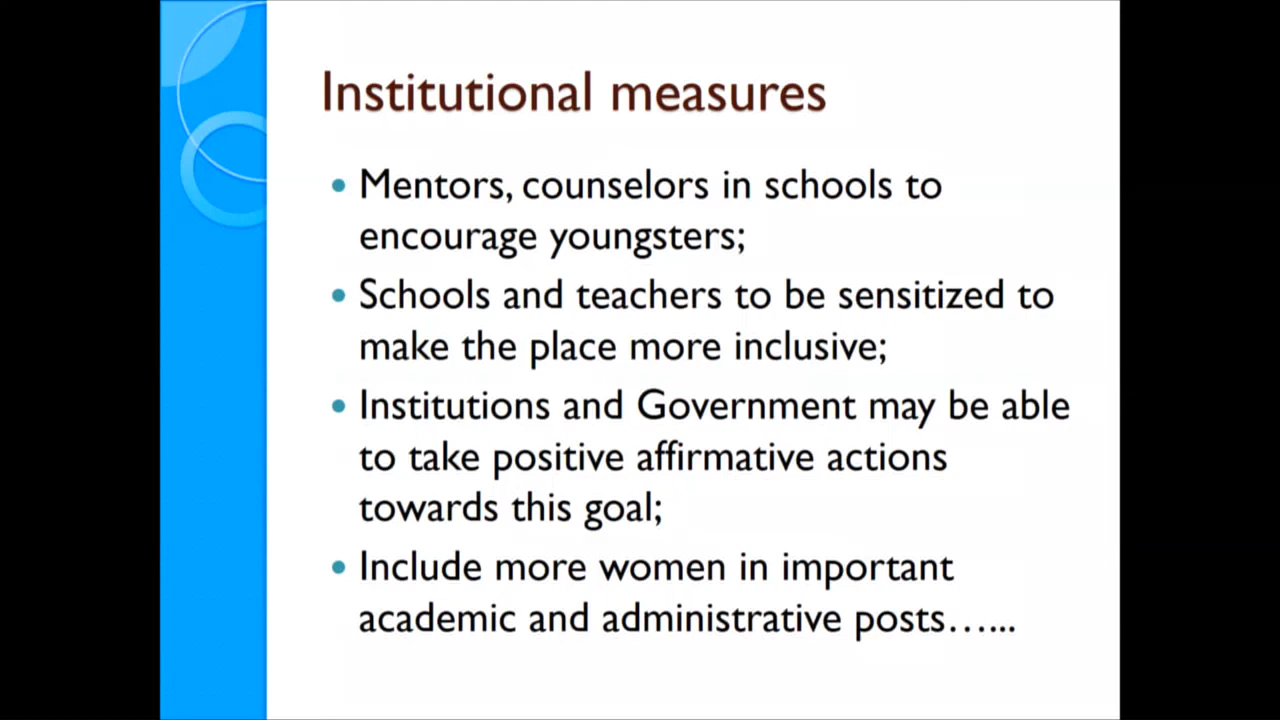 Institutional measures
• Mentors, counselors in schools to
encourage youngsters;
• Schools and teachers to be sensitized to
make the place more inclusive;
• Institutions and Government may be able
to take positive affirmative actions
towards this goal;
• Include more women in important
academic and administrative posts…...